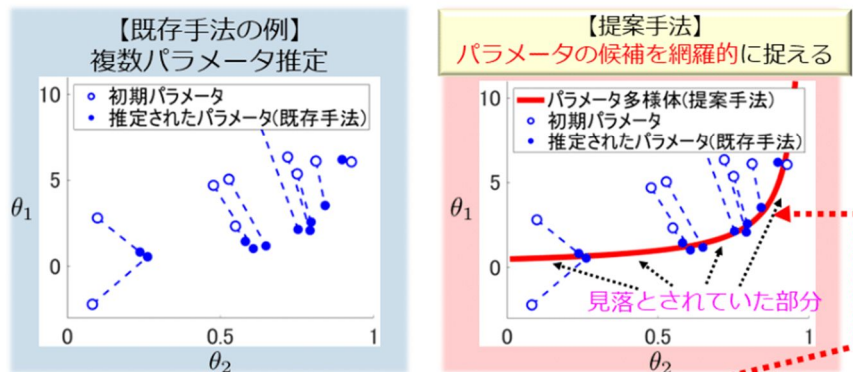 【既存手法の例】
複数パラメータ推定
10
5
0
θ₁
初期パラメータ
推定されたパラメータ(既存手法)
0
0.5
1
θ₂
【提案手法】
パラメータの候補を網羅的に捉える
10
5
0
θ₁
パラメータ多様体(提案手法)
初期パラメータ
推定されたパラメータ(既存手法)
見落とされていた部分
0
0.5
1
θ₂